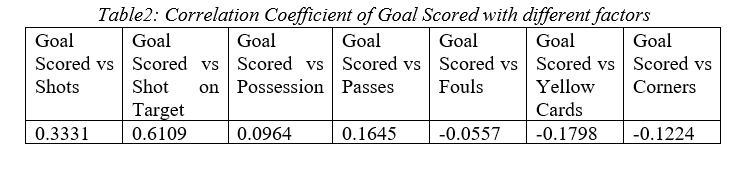 Table2: Correlation Coefficient of Goal Scored with different factors
Goal Scored vs Shots
Goal Scored vs Shot on Target
Goal Scored vs Possession
Goal Scored vs Passes
Goal Scored vs Fouls
Goal Scored vs Yellow Cards
Goal Scored vs Corners
0.3331 0.6109 0.0964 0.1645 -0.0557 -0.1798 -0.1224